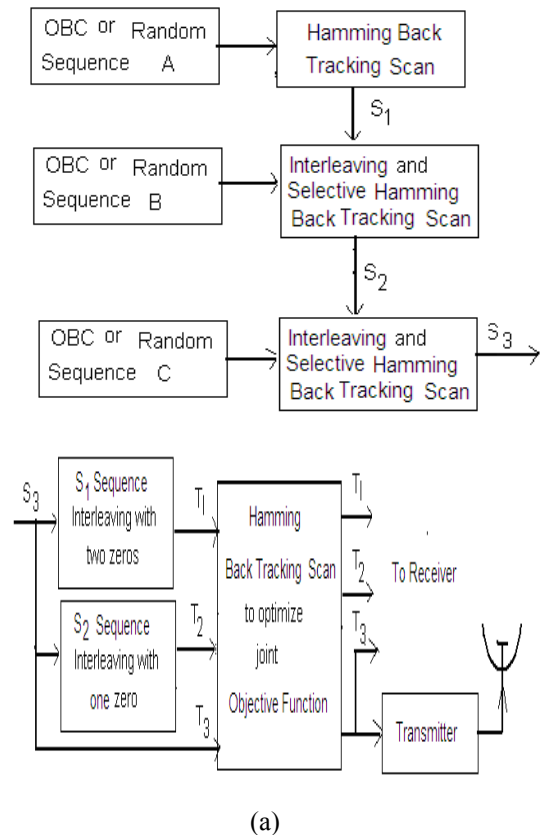 OBC or Random
Sequence A
Hamming Back
Tracking Scan
S1
OBC or Random
Sequence B
Interleaving and
Selective Hamming
Back Tracking Scan
S2
OBC or Random
Sequence C
Interleaving and
Selective Hamming
Back Tracking Scan
S3
S3
S1 Sequence
Interleaving with
two zeros
T1
S2 Sequence
Interleaving with
one zero
T2
T3
Hamming
Back Tracking Scan
to optimize
joint
Objective Function
T1
T2
T3
To Receiver
Transmitter
(a)